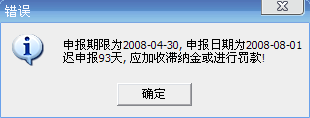 错误
申报期限为2008-04-30, 申报日期为2008-08-01
迟申报93天, 应加收滞纳金或进行罚款!
确定